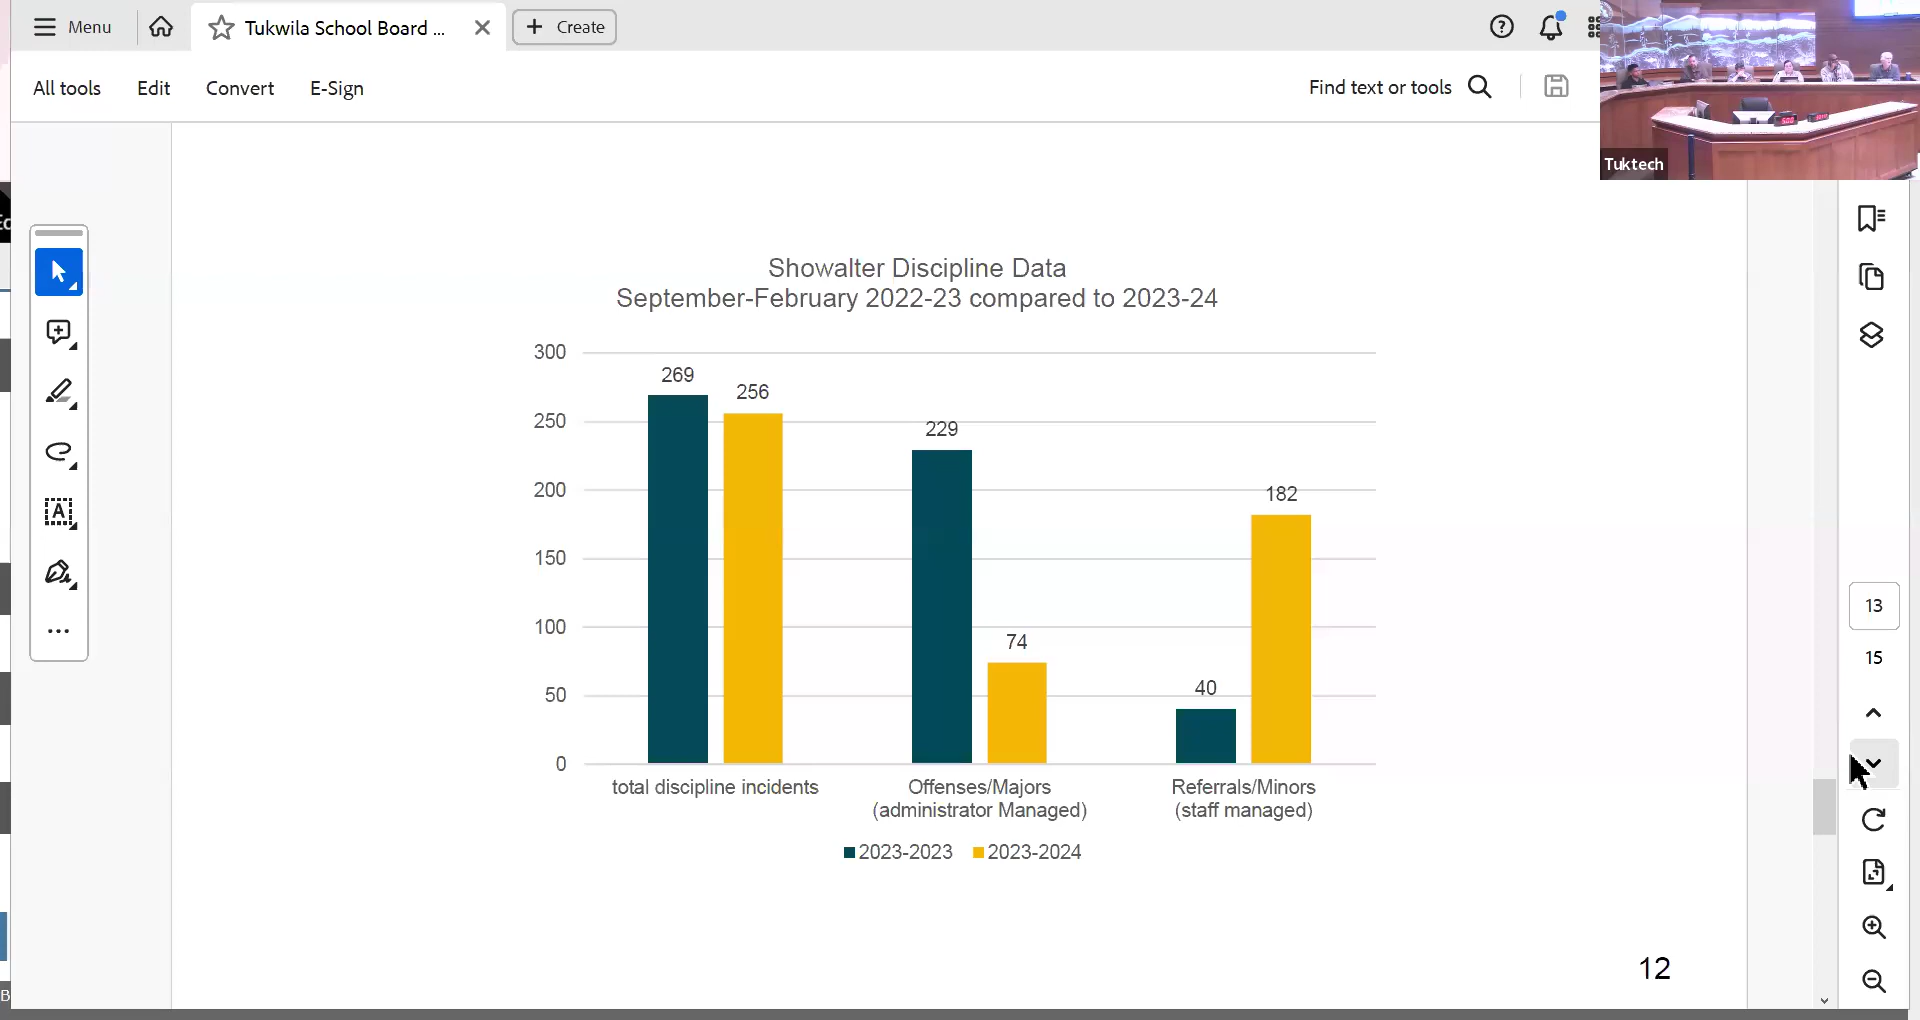 Menu
Tukwila School Board ...
Create
All tools
Edit
Convert
E-Sign
Find text or tools
Tuktech
Showalter Discipline Data
September-February 2022-23 compared to 2023-24
300
250
200
150
100
50
0
269
256
229
74
40
182
total discipline incidents
Offenses/Majors
(administrator Managed)
Referrals/Minors
(staff managed)
2023-2023
2023-2024
12
13
15